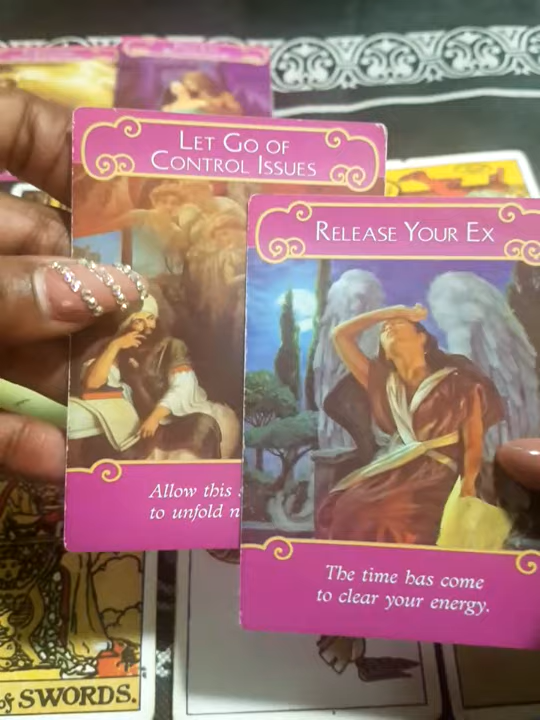 LET GO OF
CONTROL ISSUES
RELEASE YOUR EX
Allow this
to unfold
The time has come
to clear your energy.
of SWORDS.